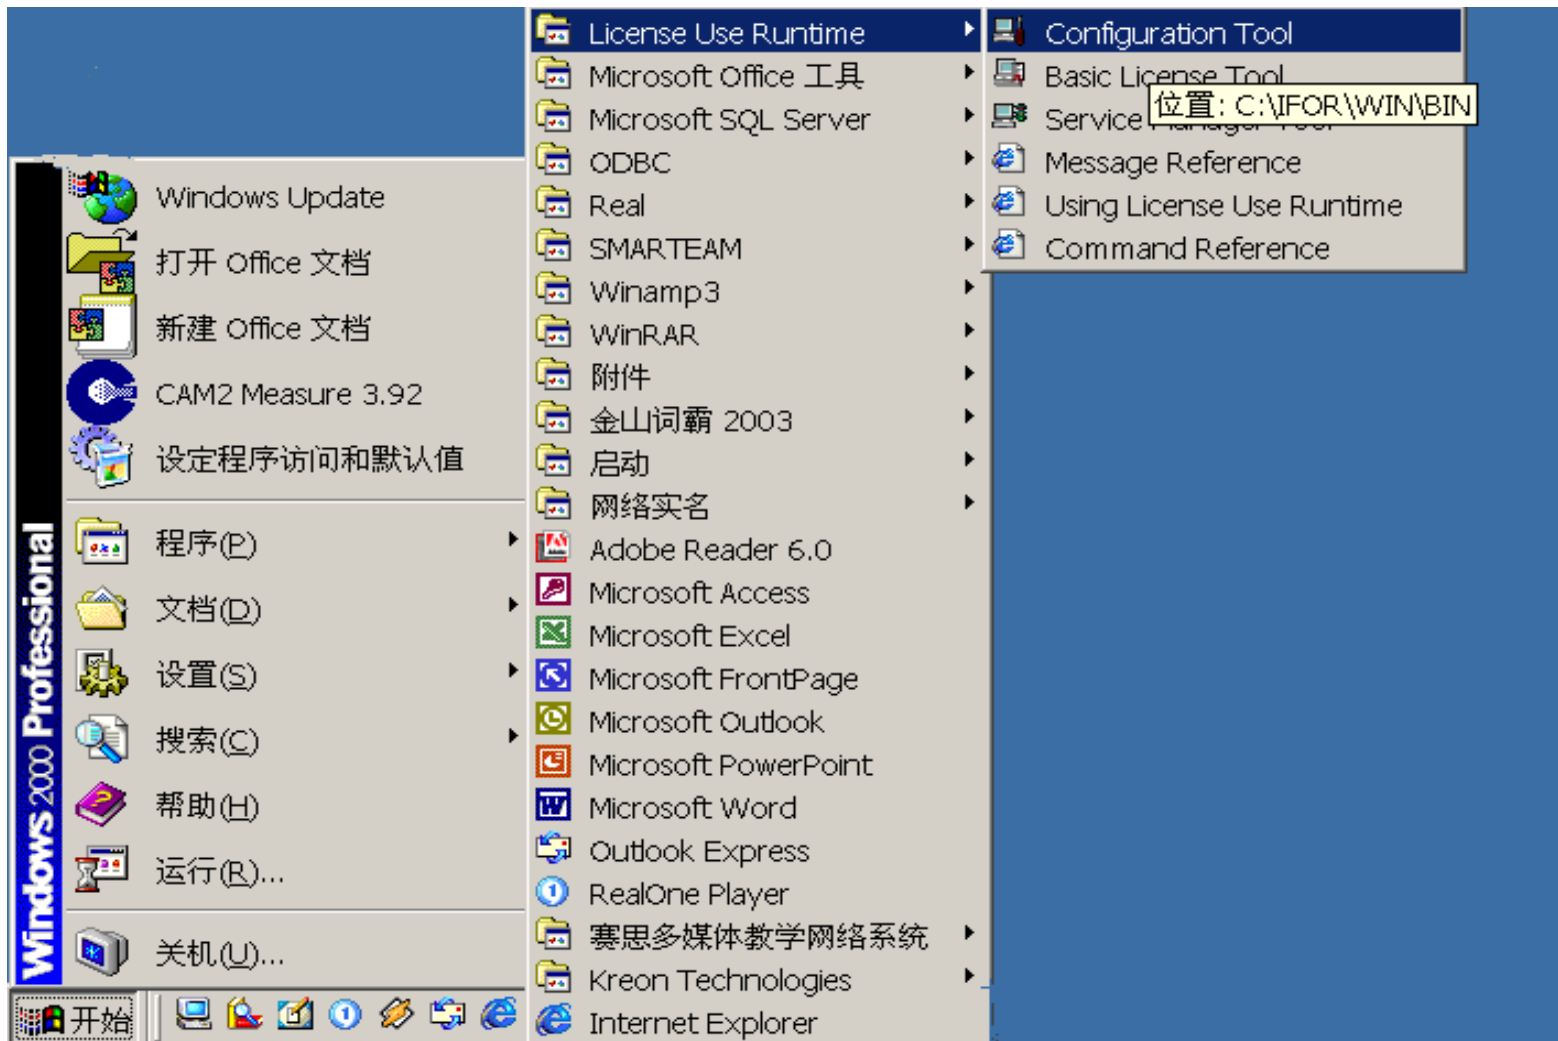 Windows 2000 Professional
Windows Update
打开 Office 文档
新建 Office 文档
CAM2 Measure 3.92
设定程序访问和默认值
程序(P)
文档(D)
设置(S)
搜索(C)
帮助(H)
运行(R)...
关机(U)...
开始
License Use Runtime
Microsoft Office 工具
Microsoft SQL Server
ODBC
Real
SMARTEAM
Winamp3
WinRAR
附件
金山词霸 2003
启动
网络实名
Adobe Reader 6.0
Microsoft Access
Microsoft Excel
Microsoft FrontPage
Microsoft Outlook
Microsoft PowerPoint
Microsoft Word
Outlook Express
RealOne Player
赛思多媒体教学网络系统
Kreon Technologies
Internet Explorer
Configuration Tool
Basic License Tool
位置: C:\IFOR\WIN\BIN
Service Manager Tool
Message Reference
Using License Use Runtime
Command Reference